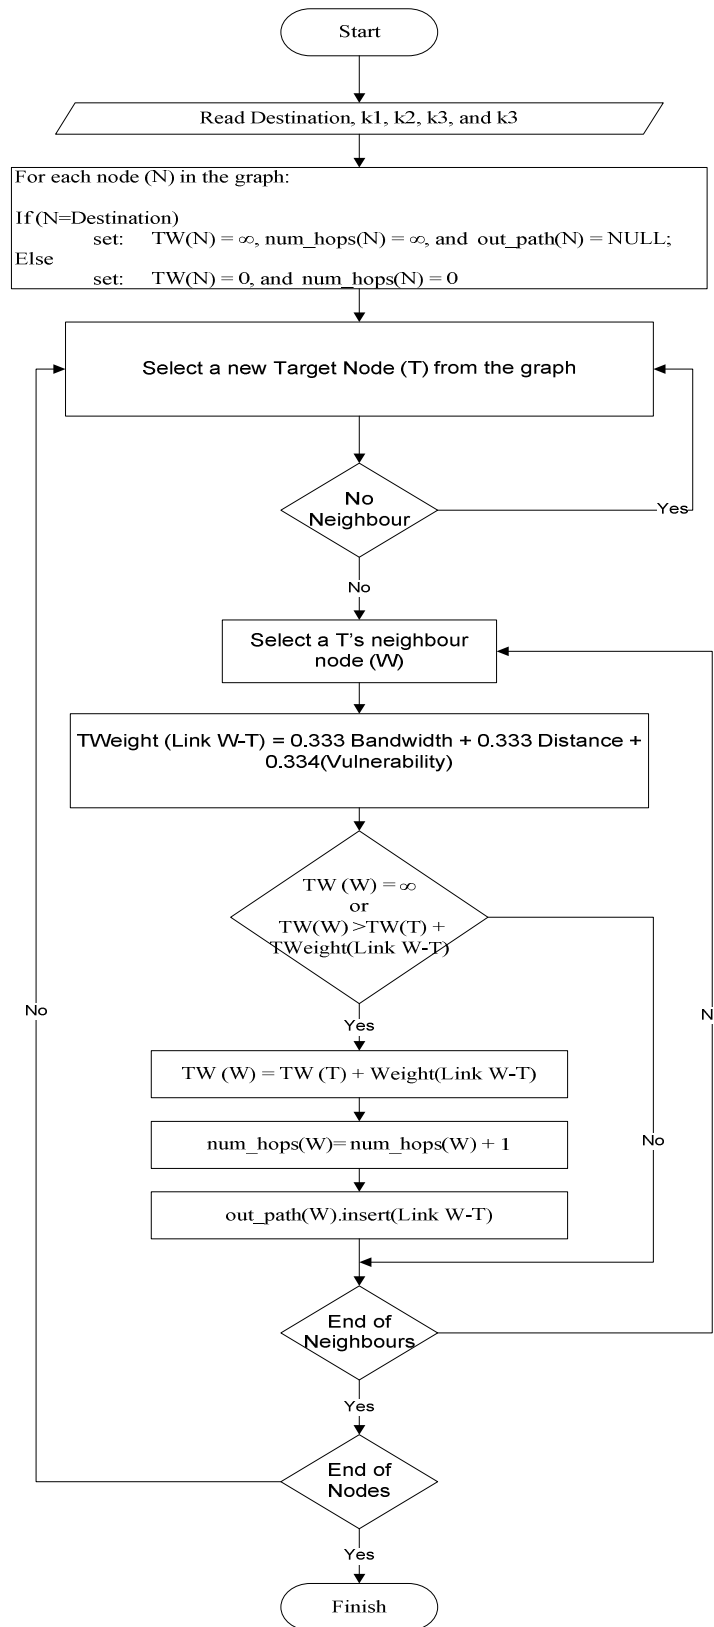 Start
Read Destination, k1, k2, k3, and k3
For each node (N) in the graph:
If (N=Destination)
set: TW(N) = ∞, num_hops(N) = ∞, and out_path(N) = NULL;
Else
set: TW(N) = 0, and num_hops(N) = 0
Select a new Target Node (T) from the graph
No
Neighbour
Yes
No
Select a T's neighbour
node (W)
TWeight (Link W-T) = 0.333 Bandwidth + 0.333 Distance +
0.334(Vulnerability)
TW (W) = ∞
or
TW(W) >TW(T) +
TWeight(Link W-T)
No
N
Yes
TW (W) = TW (T) + Weight(Link W-T)
No
num_hops(W)= num_hops(W) + 1
out_path(W).insert(Link W-T)
End of
Neighbours
Yes
End of
Nodes
Yes
Finish